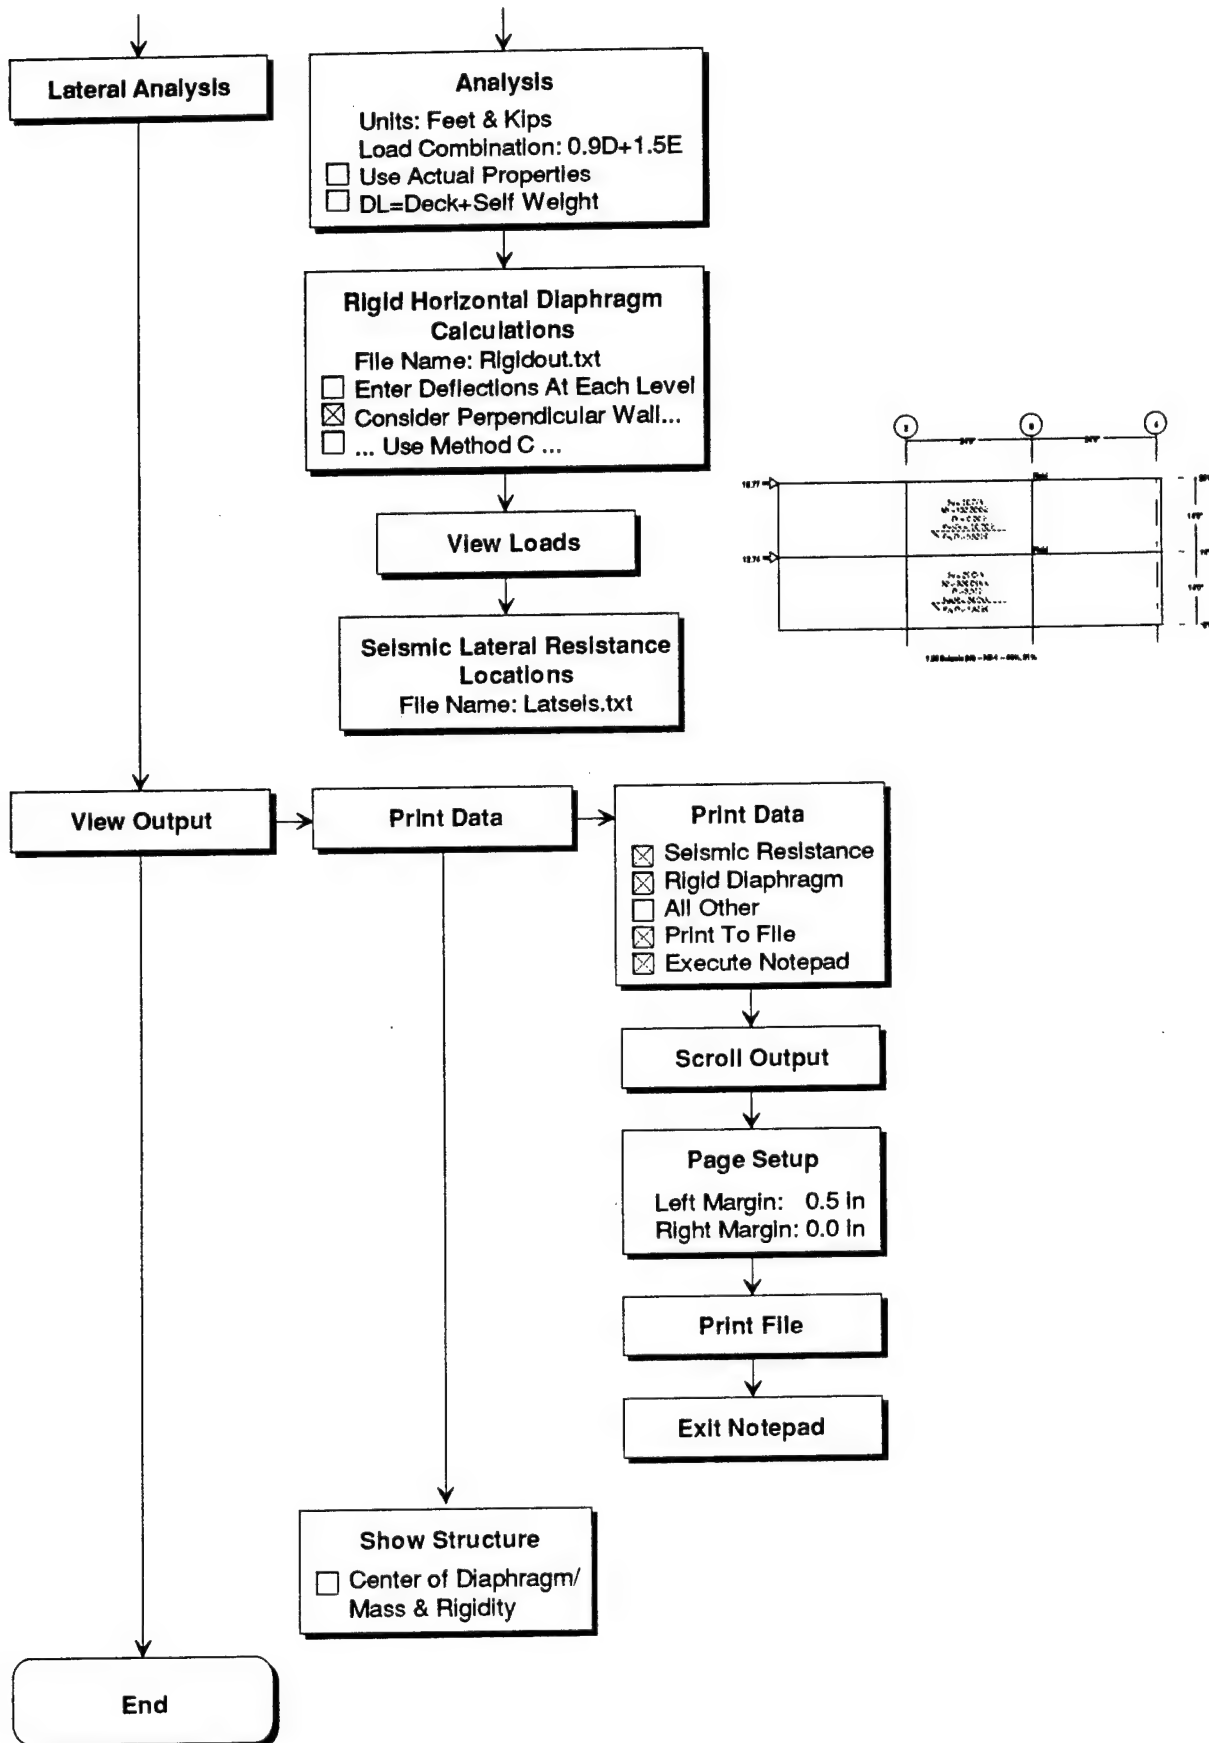 Lateral Analysis
Analysis
Units: Feet & Kips
Load Combination: 0.9D+1.5E
Use Actual Properties
DL=Deck+Self Weight
Rigid Horizontal Diaphragm
Calculations
File Name: Rigidout.txt
Enter Deflections At Each Level
Consider Perpendicular Wall...
... Use Method C ...
View Loads
Seismic Lateral Resistance
Locations
File Name: Latseis.txt
View Output
Print Data
Print Data
Seismic Resistance
Rigid Diaphragm
All Other
Print To File
Execute Notepad
Scroll Output
Page Setup
Left Margin: 0.5 in
Right Margin: 0.0 in
Print File
Exit Notepad
Show Structure
Center of Diaphragm/
Mass & Rigidity
End